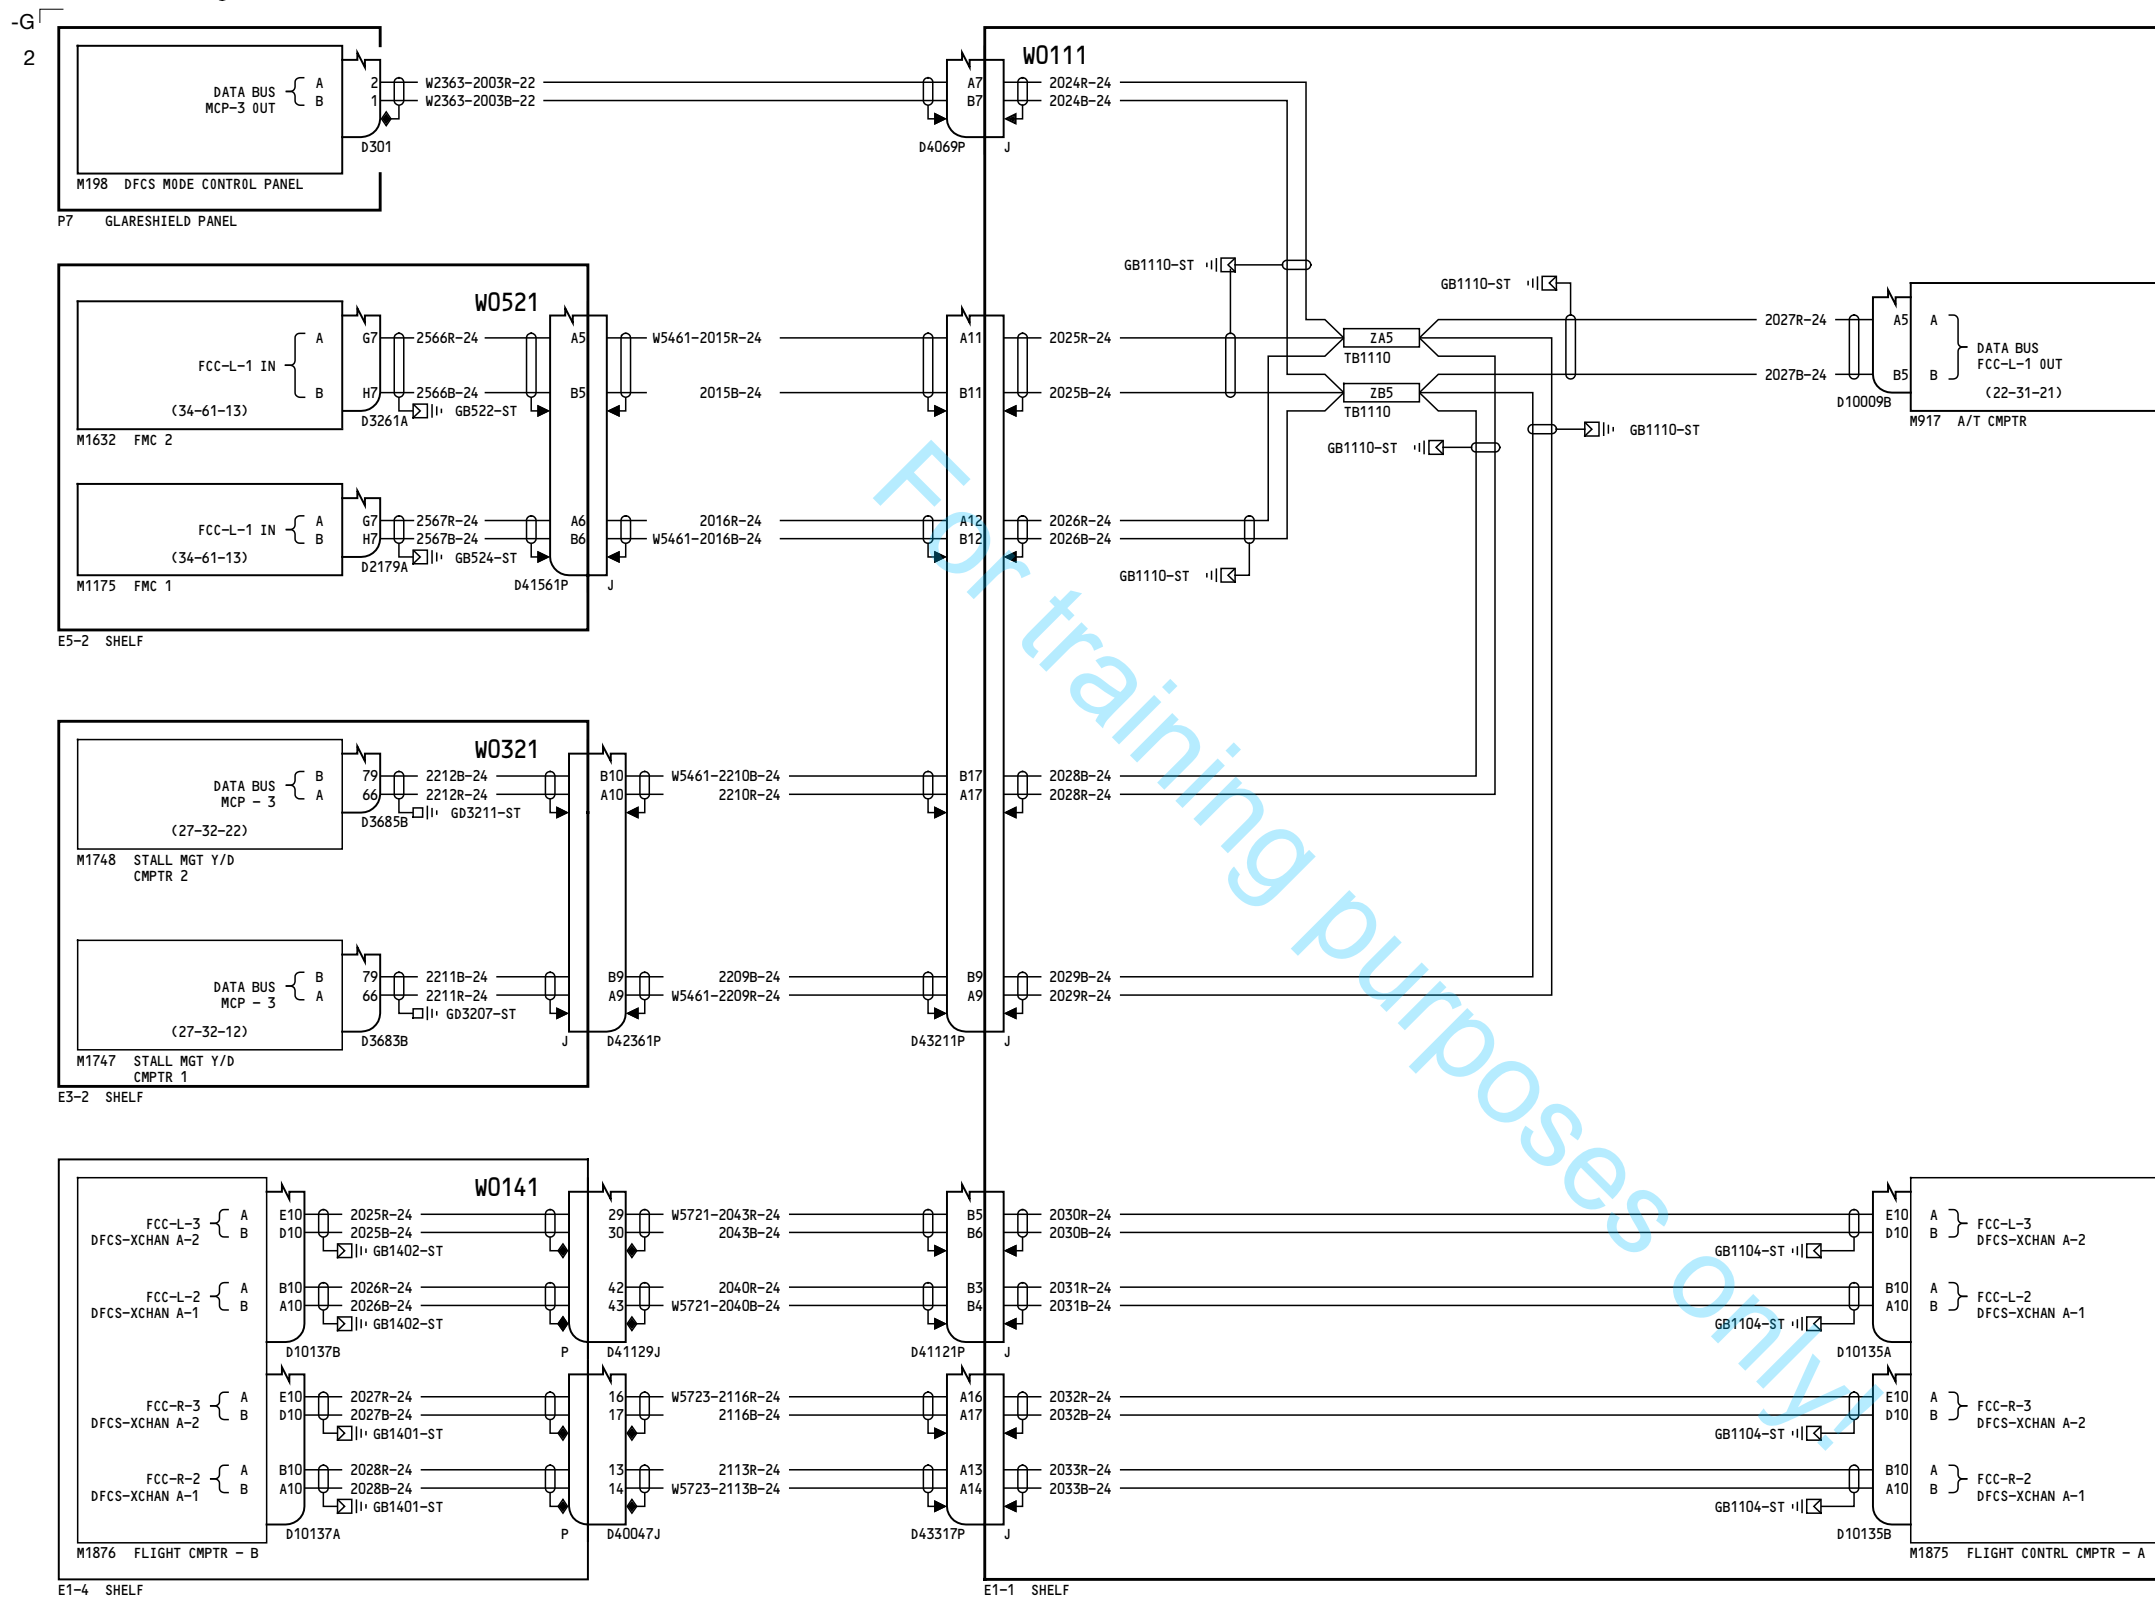 -G
2
W0111
A 2 W2363-2003R-22 A7 2024R-24
DATA BUS
B 1 W2363-2003B-22 B7 2024B-24
MCP-3 OUT
D301 D4069P J
M198 DFCS MODE CONTROL PANEL
P7 GLARESHIELD PANEL
GB1110-ST
GB1110-ST
W0521
2027R-24 A5 A
A G7 2566R-24 A5 W5461-2015R-24 A11 2025R-24 ZA5
DATA BUS
TB1110
FCC-L-1 IN
FCC-L-1 OUT
2027B-24 B5 B
B H7 2566B-24 B5 2015B-24 B11 2025B-24 ZB5
(22-31-21)
D10009B
(34-61-13) GB522-ST
TB1110
D3261A
M917 A/T CMPTR
M1632 FMC 2
GB1110-ST
GB1110-ST
A G7 2567R-24 A6 2016R-24 A12 2026R-24
FCC-L-1 IN
B H7 2567B-24 B6 W5461-2016B-24 B12 2026B-24
(34-61-13) GB524-ST
D2179A
GB1110-ST
M1175 FMC 1 D41561P J
E5-2 SHELF
W0321
B 79 2212B-24 B10 W5461-2210B-24 B17 2028B-24
DATA BUS
A 66 2212R-24 A10 2210R-24 A17 2028R-24
MCP - 3
GD3211-ST
D3685B
(27-32-22)
M1748 STALL MGT Y/D
CMPTR 2
B 79 2211B-24 B9 2209B-24 B9 2029B-24
DATA BUS
A 66 2211R-24 A9 W5461-2209R-24 A9 2029R-24
MCP - 3
GD3207-ST
(27-32-12)
D3683B J D42361P D43211P J
M1747 STALL MGT Y/D
CMPTR 1
E3-2 SHELF
W0141
A E10 2025R-24 29 W5721-2043R-24 B5 2030R-24 E10 A
FCC-L-3 FCC-L-3
B D10 2025B-24 30 2043B-24 B6 2030B-24 D10 B
DFCS-XCHAN A-2 DFCS-XCHAN A-2
GB1402-ST GB1104-ST
A B10 2026R-24 42 2040R-24 B3 2031R-24 B10 A
FCC-L-2 FCC-L-2
B A10 2026B-24 43 W5721-2040B-24 B4 2031B-24 A10 B
DFCS-XCHAN A-1 DFCS-XCHAN A-1
GB1402-ST GB1104-ST
D10137B P D41129J D41121P J D10135A
A E10 2027R-24 16 W5723-2116R-24 A16 2032R-24 E10 A
FCC-R-3 FCC-R-3
B D10 2027B-24 17 2116B-24 A17 2032B-24 D10 B
DFCS-XCHAN A-2 DFCS-XCHAN A-2
GB1401-ST GB1104-ST
A B10 2028R-24 13 2113R-24 A13 2033R-24 B10 A
FCC-R-2 FCC-R-2
B A10 2028B-24 14 W5723-2113B-24 A14 2033B-24 A10 B
DFCS-XCHAN A-1 DFCS-XCHAN A-1
GB1401-ST GB1104-ST
D10137A P D40047J D43317P J D10135B
M1876 FLIGHT CMPTR - B M1875 FLIGHT CONTRL CMPTR - A
E1-4 SHELF E1-1 SHELF
For training purposes only!